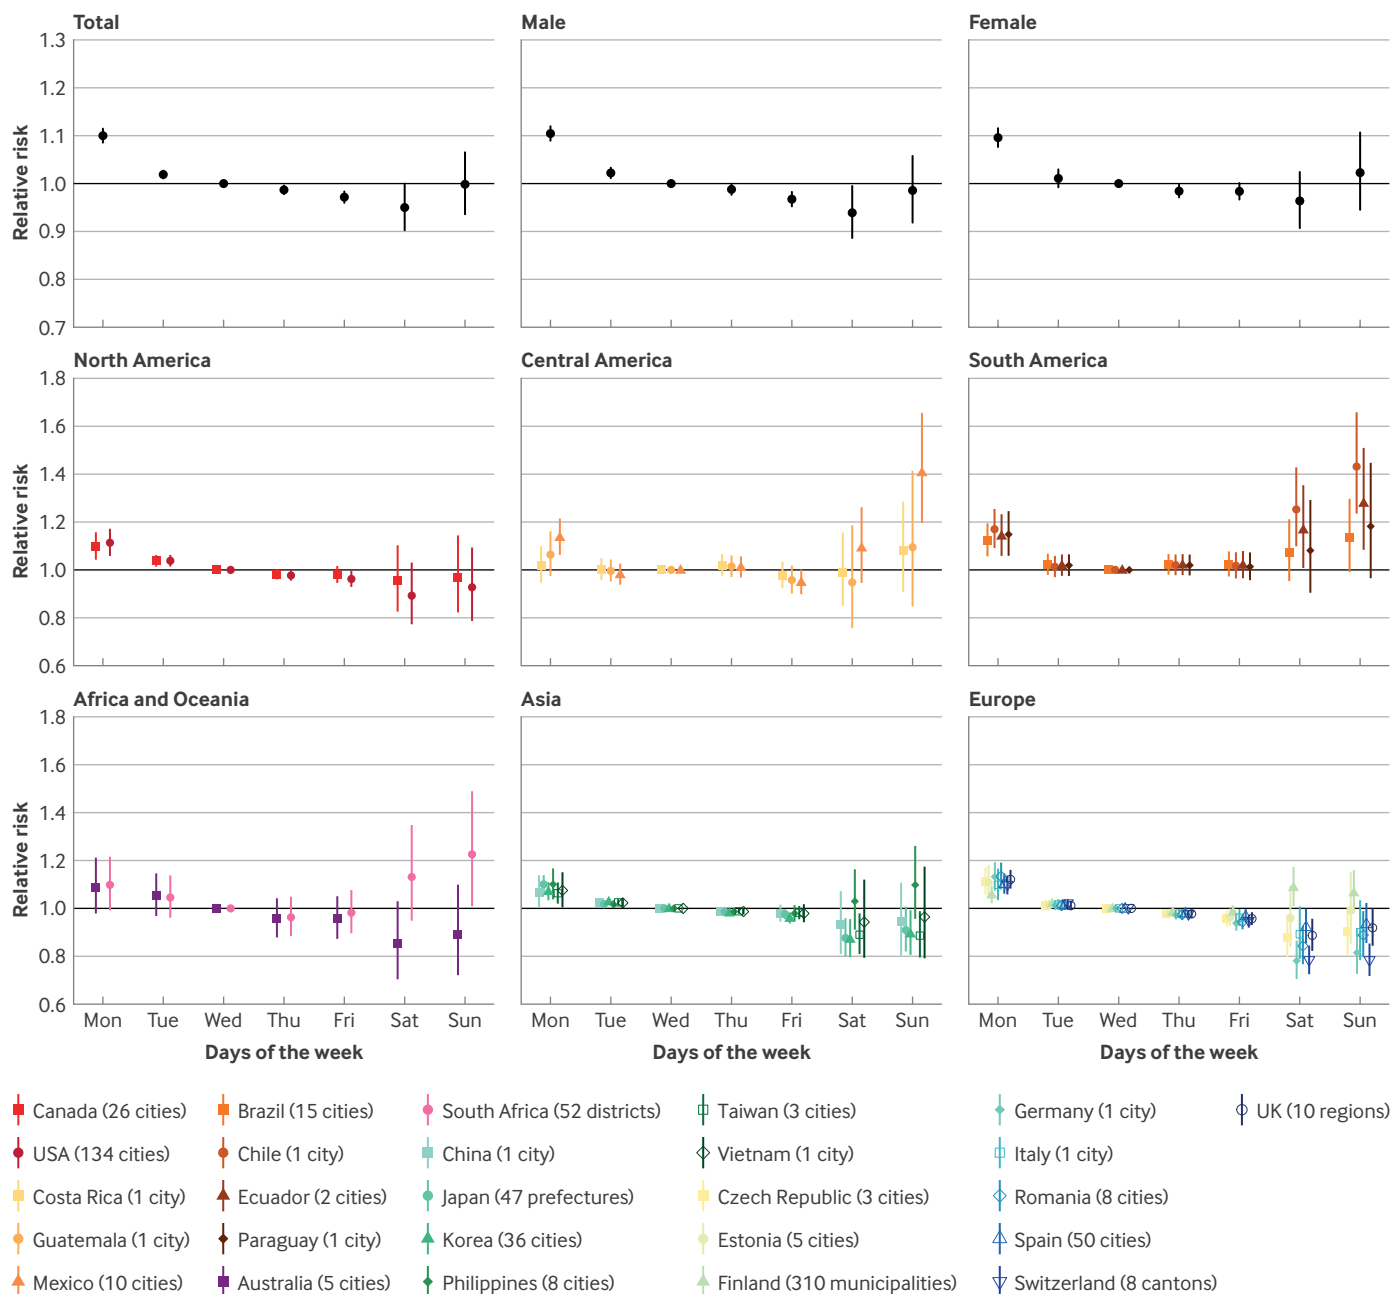 Total
Male
Female
Relative risk
1.3
1.2
1.1
1.0
0.9
0.8
0.7
North America
Central America
South America
Relative risk
1.8
1.6
1.4
1.2
1.0
0.8
0.6
Africa and Oceania
Asia
Europe
Relative risk
1.8
1.6
1.4
1.2
1.0
0.8
0.6
Mon Tue Wed Thu Fri Sat Sun
Mon Tue Wed Thu Fri Sat Sun
Mon Tue Wed Thu Fri Sat Sun
Days of the week
Days of the week
Days of the week
Canada (26 cities)
USA (134 cities)
Costa Rica (1 city)
Guatemala (1 city)
Mexico (10 cities)
Brazil (15 cities)
Chile (1 city)
Ecuador (2 cities)
Paraguay (1 city)
Australia (5 cities)
South Africa (52 districts)
China (1 city)
Japan (47 prefectures)
Korea (36 cities)
Philippines (8 cities)
Taiwan (3 cities)
Vietnam (1 city)
Czech Republic (3 cities)
Estonia (5 cities)
Finland (310 municipalities)
Germany (1 city)
Italy (1 city)
Romania (8 cities)
Spain (50 cities)
Switzerland (8 cantons)
UK (10 regions)